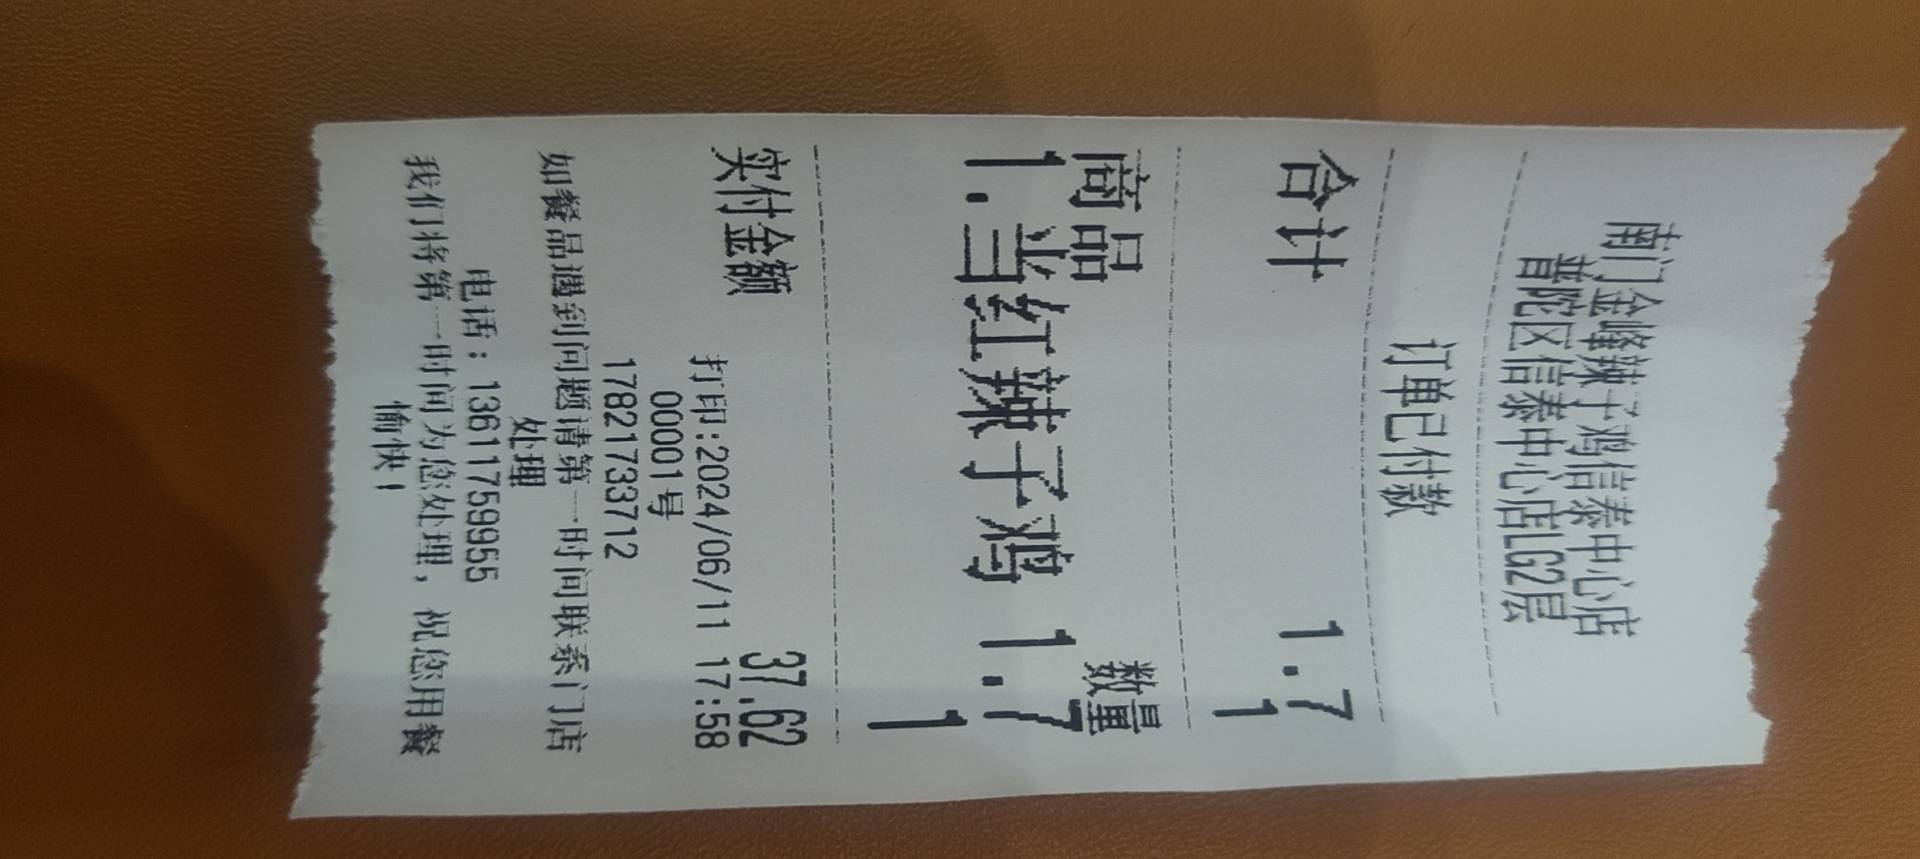 南门金峰辣子鸡信泰中心店
普陀区信泰中心店LG2层
订单已付款
合计 1.7
1
商品 数量
1.当红辣子鸡 1.7
1
实付金额 37.62
打印:2024/06/11 17:58
00001号
17821733712
如餐品遇到问题请第一时间联系门店
处理
电话：13611759955
我们将第一时间为您处理，祝您用餐
愉快！